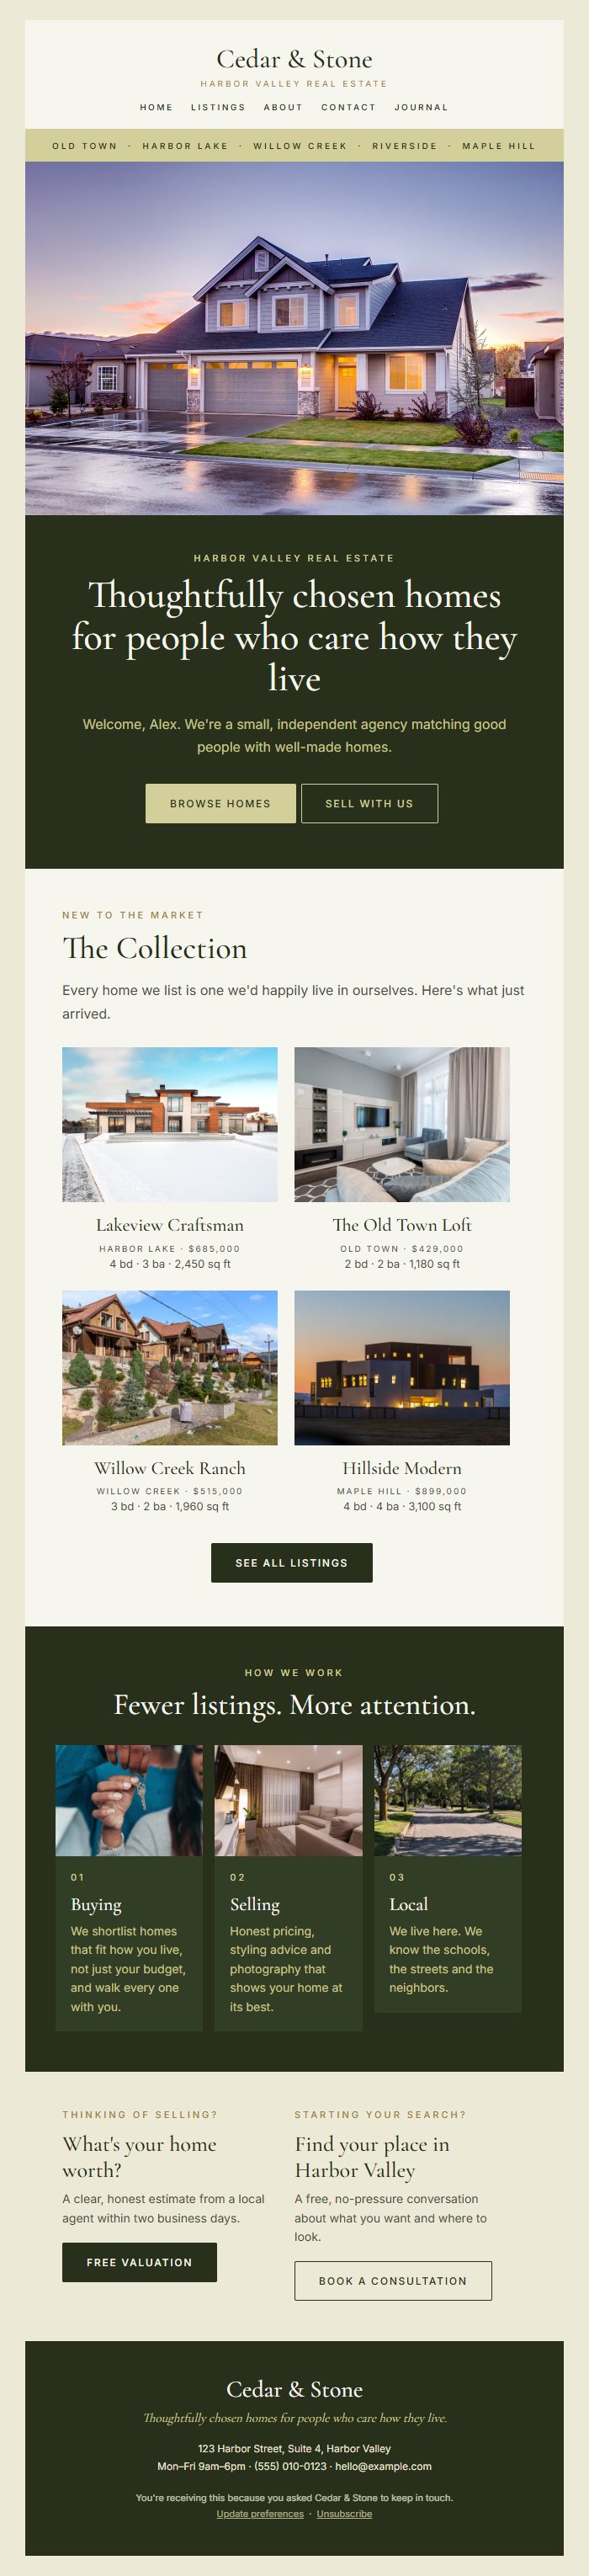 Cedar & Stone
HARBOR VALLEY REAL ESTATE
HOME LISTINGS ABOUT CONTACT JOURNAL
OLD TOWN · HARBOR LAKE · WILLOW CREEK · RIVERSIDE · MAPLE HILL
HARBOR VALLEY REAL ESTATE
Thoughtfully chosen homes
for people who care how they
live
Welcome, Alex. We're a small, independent agency matching good
people with well-made homes.
BROWSE HOMES SELL WITH US
NEW TO THE MARKET
The Collection
Every home we list is one we'd happily live in ourselves. Here's what just
arrived.
Lakeview Craftsman
HARBOR LAKE · $685,000
4 bd · 3 ba · 2,450 sq ft
The Old Town Loft
OLD TOWN · $429,000
2 bd · 2 ba · 1,180 sq ft
Willow Creek Ranch
WILLOW CREEK · $515,000
3 bd · 2 ba · 1,960 sq ft
Hillside Modern
MAPLE HILL · $899,000
4 bd · 4 ba · 3,100 sq ft
SEE ALL LISTINGS
HOW WE WORK
Fewer listings. More attention.
01
Buying
We shortlist homes
that fit how you live,
not just your budget,
and walk every one
with you.
02
Selling
Honest pricing,
styling advice and
photography that
shows your home at
its best.
03
Local
We live here. We
know the schools,
the streets and the
neighbors.
THINKING OF SELLING?
What's your home
worth?
A clear, honest estimate from a local
agent within two business days.
FREE VALUATION
STARTING YOUR SEARCH?
Find your place in
Harbor Valley
A free, no-pressure conversation
about what you want and where to
look.
BOOK A CONSULTATION
Cedar & Stone
Thoughtfully chosen homes for people who care how they live.
123 Harbor Street, Suite 4, Harbor Valley
Mon–Fri 9am–6pm · (555) 010-0123 · hello@example.com
You're receiving this because you asked Cedar & Stone to keep in touch.
Update preferences · Unsubscribe